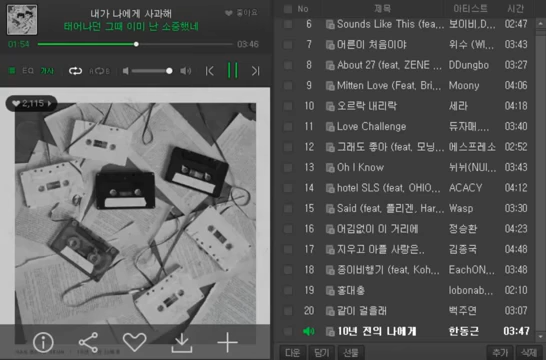 내가 나에게 사과해
좋아요
태어나던 그때 이미 난 소중했네
01:54
03:46
EQ 가사
2,115
No 제목 아티스트 시간
6 Sounds Like This (fea,.. 보이비,D,.. 02:47
7 어른이 처음이야 위수 (WI,.. 03:43
8 About 27 (feat, ZENE ... DDungbo 03:27
9 Mitten Love (Feat, Bri,.. Moony 04:06
10 오르락 내리락 세라 04:18
11 Love Challenge 듀자매,... 03:40
12 그래도 좋아 (feat, 모닝,.. 에스프레소 02:52
13 Oh I Know 뉘뉘(NUI,.. 03:43
14 hotel SLS (feat, OHIO,.. ACACY 04:12
15 Said (feat, 플리겐, Har,.. Wasp 03:30
16 어김없이 이 거리에 정승환 04:23
17 지우고 아플 사랑은.. 김종국 04:48
18 종이비행기 (feat, Koh,.. EachON,.. 03:48
19 홍대충 lobonab,.. 02:10
20 같이 걸을래 백주연 03:07
10년 전의 나에게 한동근 03:47
다운 담기 선물 추가 삭제